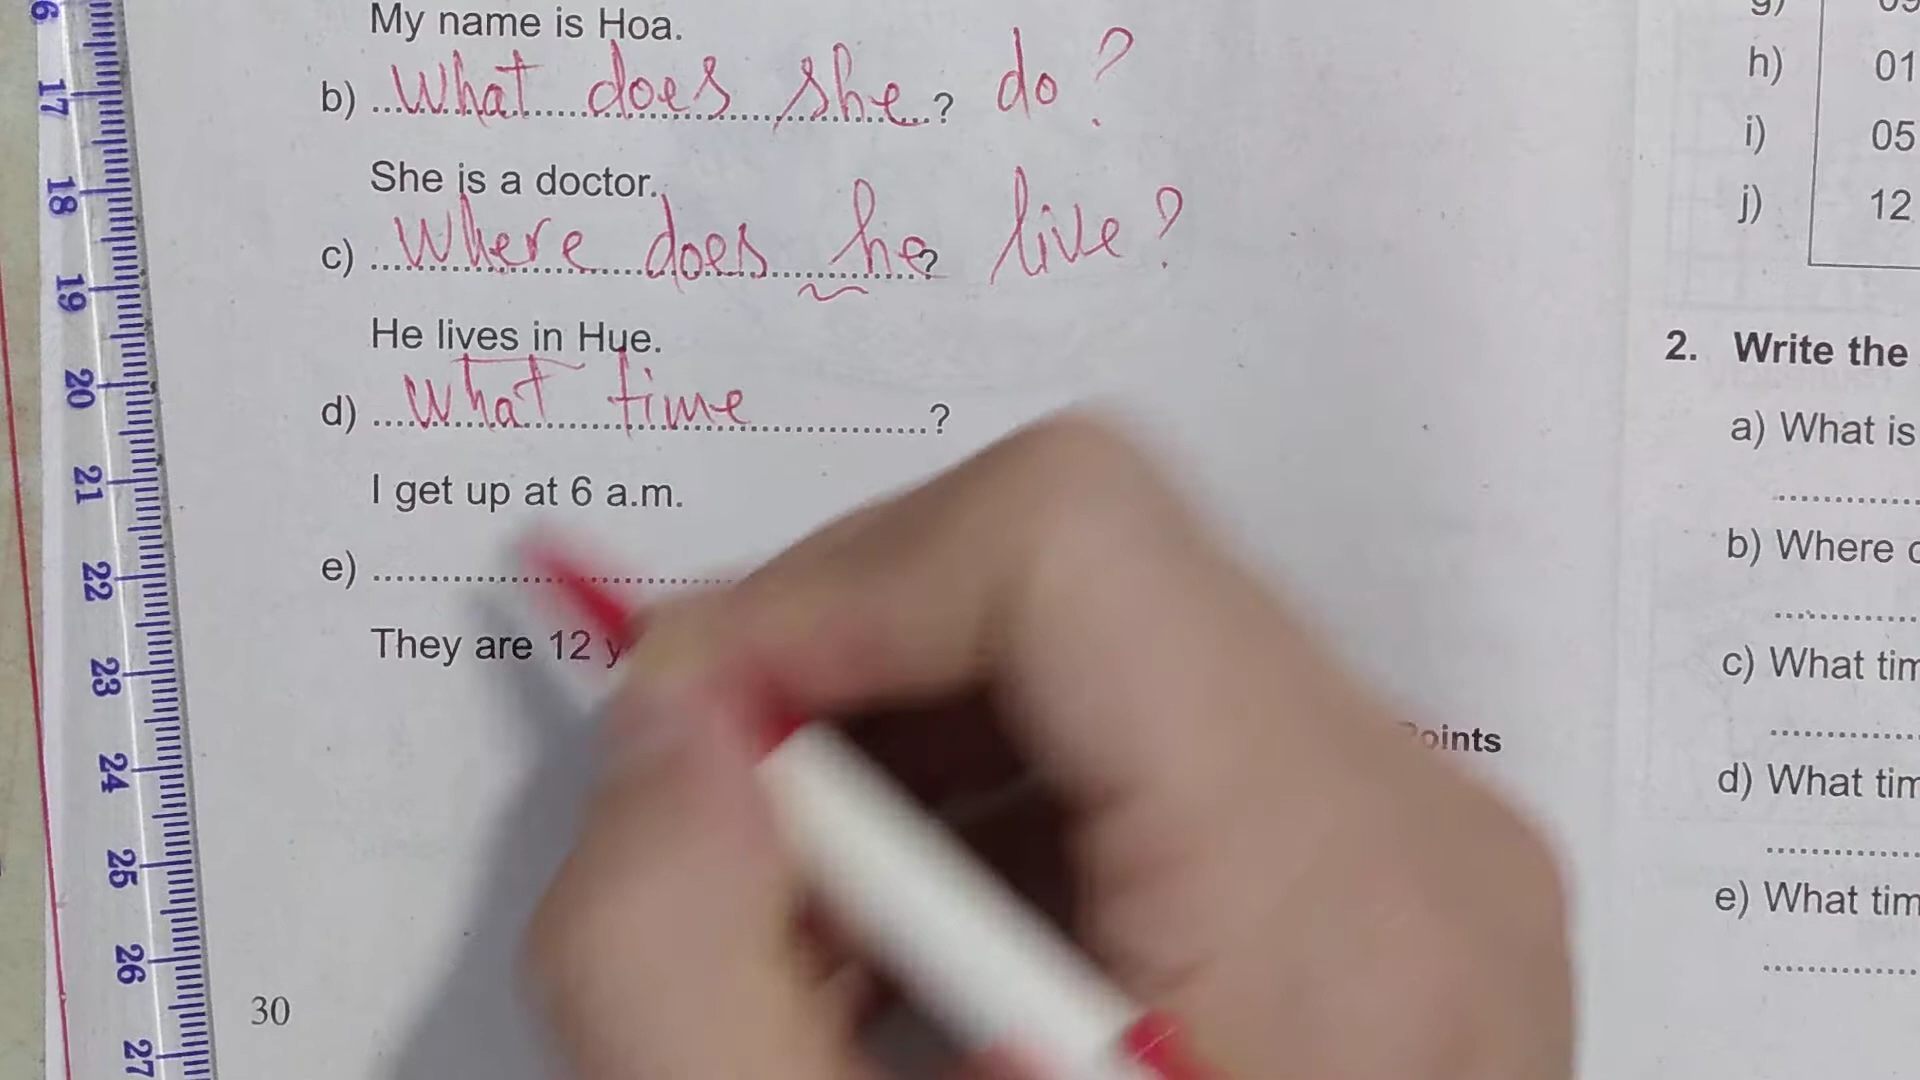 My name is Hoa.
b) What does she? do?
She is a doctor.
c) Where does he? live?
He lives in Hue.
d) What time ?
I get up at 6 a.m.
e)
They are 12 y
30
h) 01
i) 05
j) 12
2. Write the
a) What is
b) Where
c) What tim
d) What tim
e) What tim
oints
17
18
19
20
21
22
23
24
25
26
27